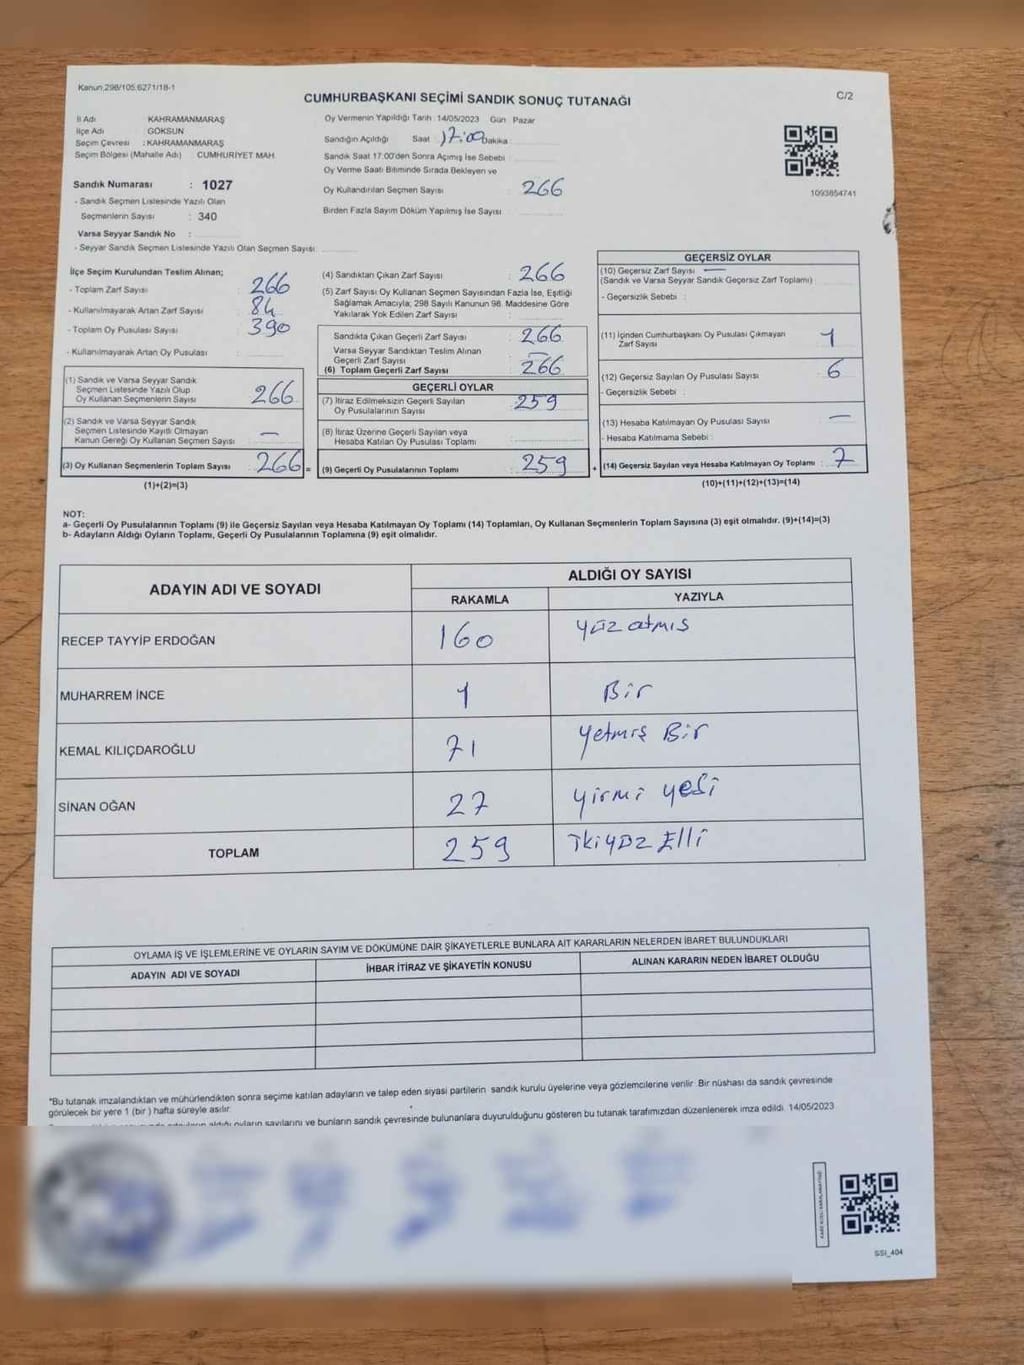 Kanun,298/105.6271/18-1
CUMHURBAŞKANI SEÇİMİ SANDIK SONUÇ TUTANAĞI
C/2
İl Adı KAHRAMANMARAŞ
İlçe Adı GÖKSUN
Seçim Çevresi : KAHRAMANMARAŞ
Seçim Bölgesi (Mahalle Adı) CUMHURİYET MAH.
Sandık Numarası : 1027
- Sandık Seçmen Listesinde Yazılı Olan
Seçmenlerin Sayısı : 340
Varsa Seyyar Sandık No :
- Seyyar Sandık Seçmen Listesinde Yazılı Olan Seçmen Sayısı:
Oy Vermenin Yapıldığı Tarih :14/05/2023 Gün Pazar
Sandığın Açıldığı Saat 17:00 Dakika :
Sandık Saat 17.00'den Sonra Açımış İse Sebebi :
Oy Verme Saati Bitiminde Sırada Bekleyen ve
Oy Kullandırılan Seçmen Sayısı : 266
Birden Fazla Sayım Döküm Yapılmış İse Sayısı :
1093854741
İlçe Seçim Kurulundan Teslim Alınan;
- Toplam Zarf Sayısı : 266
- Kullanılmayarak Artan Zarf Sayısı : 84
- Toplam Oy Pusulası Sayısı : 390
- Kullanılmayarak Artan Oy Pusulası :
(1) Sandık ve Varsa Seyyar Sandık
Seçmen Listesinde Yazılı Olup
Oy Kullanan Seçmenlerin Sayısı : 266
(2) Sandık ve Varsa Seyyar Sandık
Seçmen Listesinde Kayıtlı Olmayan
Kanun Gereği Oy Kullanan Seçmen Sayısı : —
(3) Oy Kullanan Seçmenlerin Toplam Sayısı : 266 =
(1)+(2)=(3)
(4) Sandıktan Çıkan Zarf Sayısı : 266
(5) Zarf Sayısı Oy Kullanan Seçmen Sayısından Fazla İse, Eşitliği
Sağlamak Amacıyla; 298 Sayılı Kanunun 98. Maddesine Göre
Yakılarak Yok Edilen Zarf Sayısı :
Sandıkta Çıkan Geçerli Zarf Sayısı : 266
Varsa Seyyar Sandıktan Teslim Alınan
Geçerli Zarf Sayısı : —
(6) Toplam Geçerli Zarf Sayısı : 266
GEÇERLİ OYLAR
(7) İtiraz Edilmeksizin Geçerli Sayılan
Oy Pusulalarının Sayısı : 259
(8) İtiraz Üzerine Geçerli Sayılan veya
Hesaba Katılan Oy Pusulası Toplamı :
(9) Geçerli Oy Pusulalarının Toplamı : 259 +
GEÇERSİZ OYLAR
(10) Geçersiz Zarf Sayısı : —
(Sandık ve Varsa Seyyar Sandık Geçersiz Zarf Toplamı)
- Geçersizlik Sebebi :
(11) İçinden Cumhurbaşkanı Oy Pusulası Çıkmayan
Zarf Sayısı : 1
(12) Geçersiz Sayılan Oy Pusulası Sayısı : 6
- Geçersizlik Sebebi :
(13) Hesaba Katılmayan Oy Pusulası Sayısı : —
- Hesaba Katılmama Sebebi :
(14) Geçersiz Sayılan veya Hesaba Katılmayan Oy Toplamı : 7
(10)+(11)+(12)+(13)=(14)
NOT:
a- Geçerli Oy Pusulalarının Toplamı (9) ile Geçersiz Sayılan veya Hesaba Katılmayan Oy Toplamı (14) Toplamları, Oy Kullanan Seçmenlerin Toplam Sayısına (3) eşit olmalıdır. (9)+(14)=(3)
b- Adayların Aldığı Oyların Toplamı, Geçerli Oy Pusulalarının Toplamına (9) eşit olmalıdır.
ADAYIN ADI VE SOYADI ALDIĞI OY SAYISI
RAKAMLA YAZIYLA
RECEP TAYYİP ERDOĞAN 160 yüz atmış
MUHARREM İNCE 1 Bir
KEMAL KILIÇDAROĞLU 71 Yetmiş Bir
SİNAN OĞAN 27 Yirmi yedi
TOPLAM 259 İkiyüz Elli
OYLAMA İŞ VE İŞLEMLERİNE VE OYLARIN SAYIM VE DÖKÜMÜNE DAİR ŞİKAYETLERLE BUNLARA AİT KARARLARIN NELERDEN İBARET BULUNDUKLARI
ADAYIN ADI VE SOYADI İHBAR İTİRAZ VE ŞİKAYETİN KONUSU ALINAN KARARIN NEDEN İBARET OLDUĞU
*Bu tutanak imzalandıktan ve mühürlendikten sonra seçime katılan adayların ve talep eden siyasi partilerin sandık kurulu üyelerine veya gözlemcilerine verilir. Bir nüshası da sandık çevresinde
görülecek bir yere 1 (bir ) hafta süreyle asılır.
aldığı oyların sayılarını ve bunların sandık çevresinde bulunanlara duyurulduğunu gösteren bu tutanak tarafımızdan düzenlenerek imza edildi. 14/05/2023
SSI_404